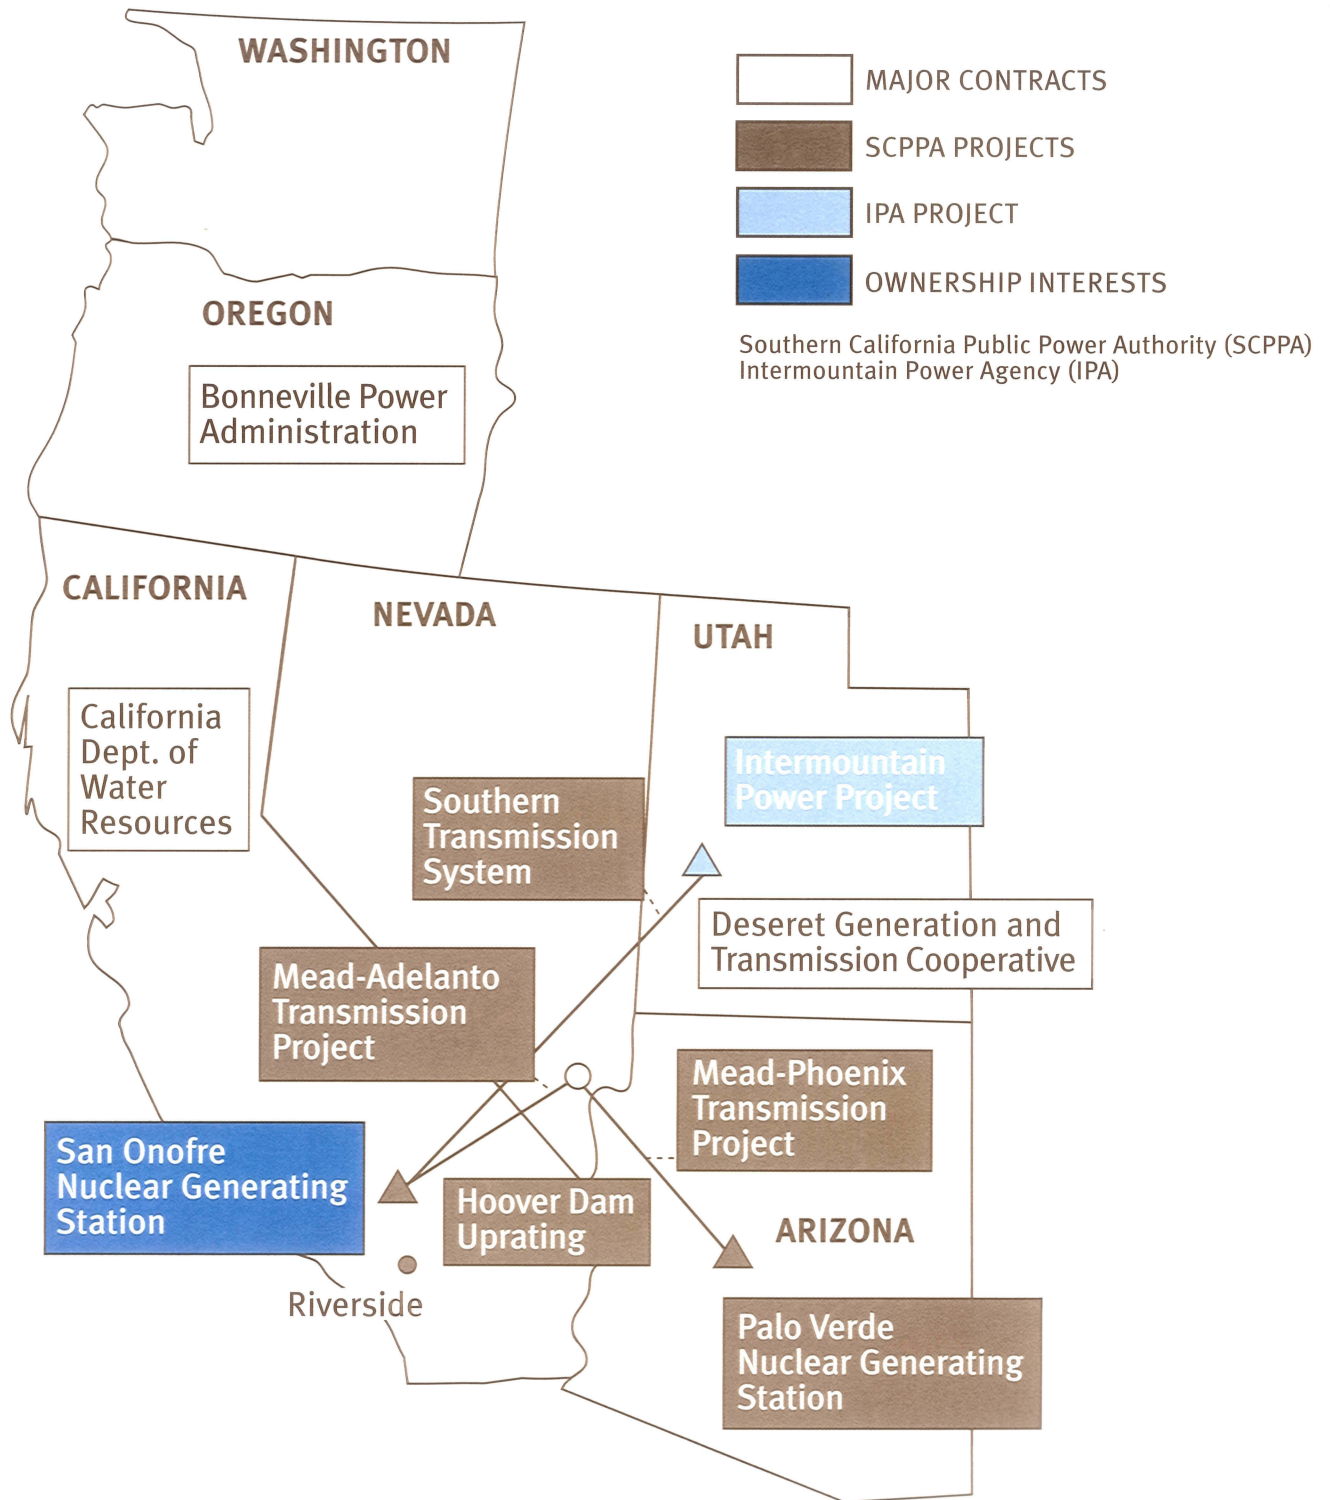 WASHINGTON
MAJOR CONTRACTS
SCPPA PROJECTS
IPA PROJECT
OWNERSHIP INTERESTS
Southern California Public Power Authority (SCPPA)
Intermountain Power Agency (IPA)
OREGON
Bonneville Power
Administration
CALIFORNIA
NEVADA
UTAH
California
Dept. of
Water
Resources
Intermountain
Power Project
Southern
Transmission
System
Deseret Generation and
Transmission Cooperative
Mead-Adelanto
Transmission
Project
Mead-Phoenix
Transmission
Project
San Onofre
Nuclear Generating
Station
Hoover Dam
Uprating
ARIZONA
Riverside
Palo Verde
Nuclear Generating
Station